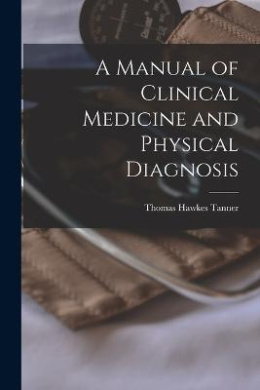 A Manual of
Clinical
Medicine and
Physical
Diagnosis
Thomas Hawkes Tanner